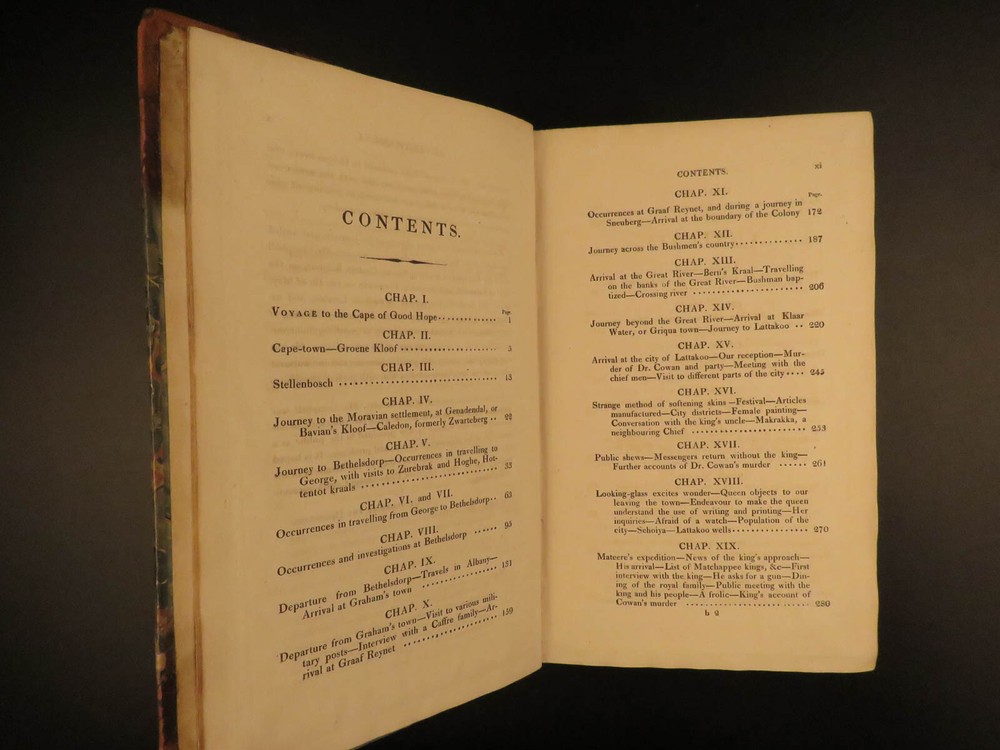 CONTENTS.
CHAP. I.
Page.
VOYAGE to the Cape of Good Hope 1
CHAP. II.
Cape-town—Groene Kloof 5
CHAP. III.
Stellenbosch 15
CHAP. IV.
Journey to the Moravian settlement, at Genadendal, or
Bavian's Kloof—Caledon, formerly Zwarteberg 22
CHAP. V.
Journey to Bethelsdorp—Occurrences in travelling to
George, with visits to Zurebrak and Hoghe, Hot-
tentot kraals 35
CHAP. VI. and VII.
Occurrences in travelling from George to Bethelsdorp 65
CHAP. VIII.
Occurrences and investigations at Bethelsdorp 95
CHAP. IX.
Departure from Bethelsdorp—Travels in Albany—
Arrival at Graham's town 131
CHAP. X.
Departure from Graham's town—Visit to various mili-
tary posts—Interview with a Caffre family—Ar-
rival at Graaf Reynet 150
CONTENTS. xi
CHAP. XI.
Page.
Occurrences at Graaf Reynet, and during a journey in
Sneuberg—Arrival at the boundary of the Colony 172
CHAP. XII.
Journey across the Bushmen's country 187
CHAP. XIII.
Arrival at the Great River—Beru's Kraal—Travelling
on the banks of the Great River—Bushman bap-
tized—Crossing river 206
CHAP. XIV.
Journey beyond the Great River—Arrival at Klaar
Water, or Griqua town—Journey to Lattakoo 220
CHAP. XV.
Arrival at the city of Lattakoo—Our reception—Mur-
der of Dr. Cowan and party—Meeting with the
chief men—Visit to different parts of the city 245
CHAP. XVI.
Strange method of softening skins—Festival—Articles
manufactured—City districts—Female painting—
Conversation with the king's uncle—Makrakka, a
neighbouring Chief 253
CHAP. XVII.
Public shews—Messengers return without the king—
Further accounts of Dr. Cowan's murder 261
CHAP. XVIII.
Looking-glass excites wonder—Queen objects to our
leaving the town—Endeavour to make the queen
understand the use of writing and printing—Her
inquiries—Afraid of a watch—Population of the
city—Schoiya—Lattakoo wells 270
CHAP. XIX.
Mateere's expedition—News of the king's approach—
His arrival—List of Matchappee kings, &c—First
interview with the king—He asks for a gun—Din-
ing of the royal family—Public meeting with the
king and his people—A frolic—King's account of
Cowan's murder 280
b 2